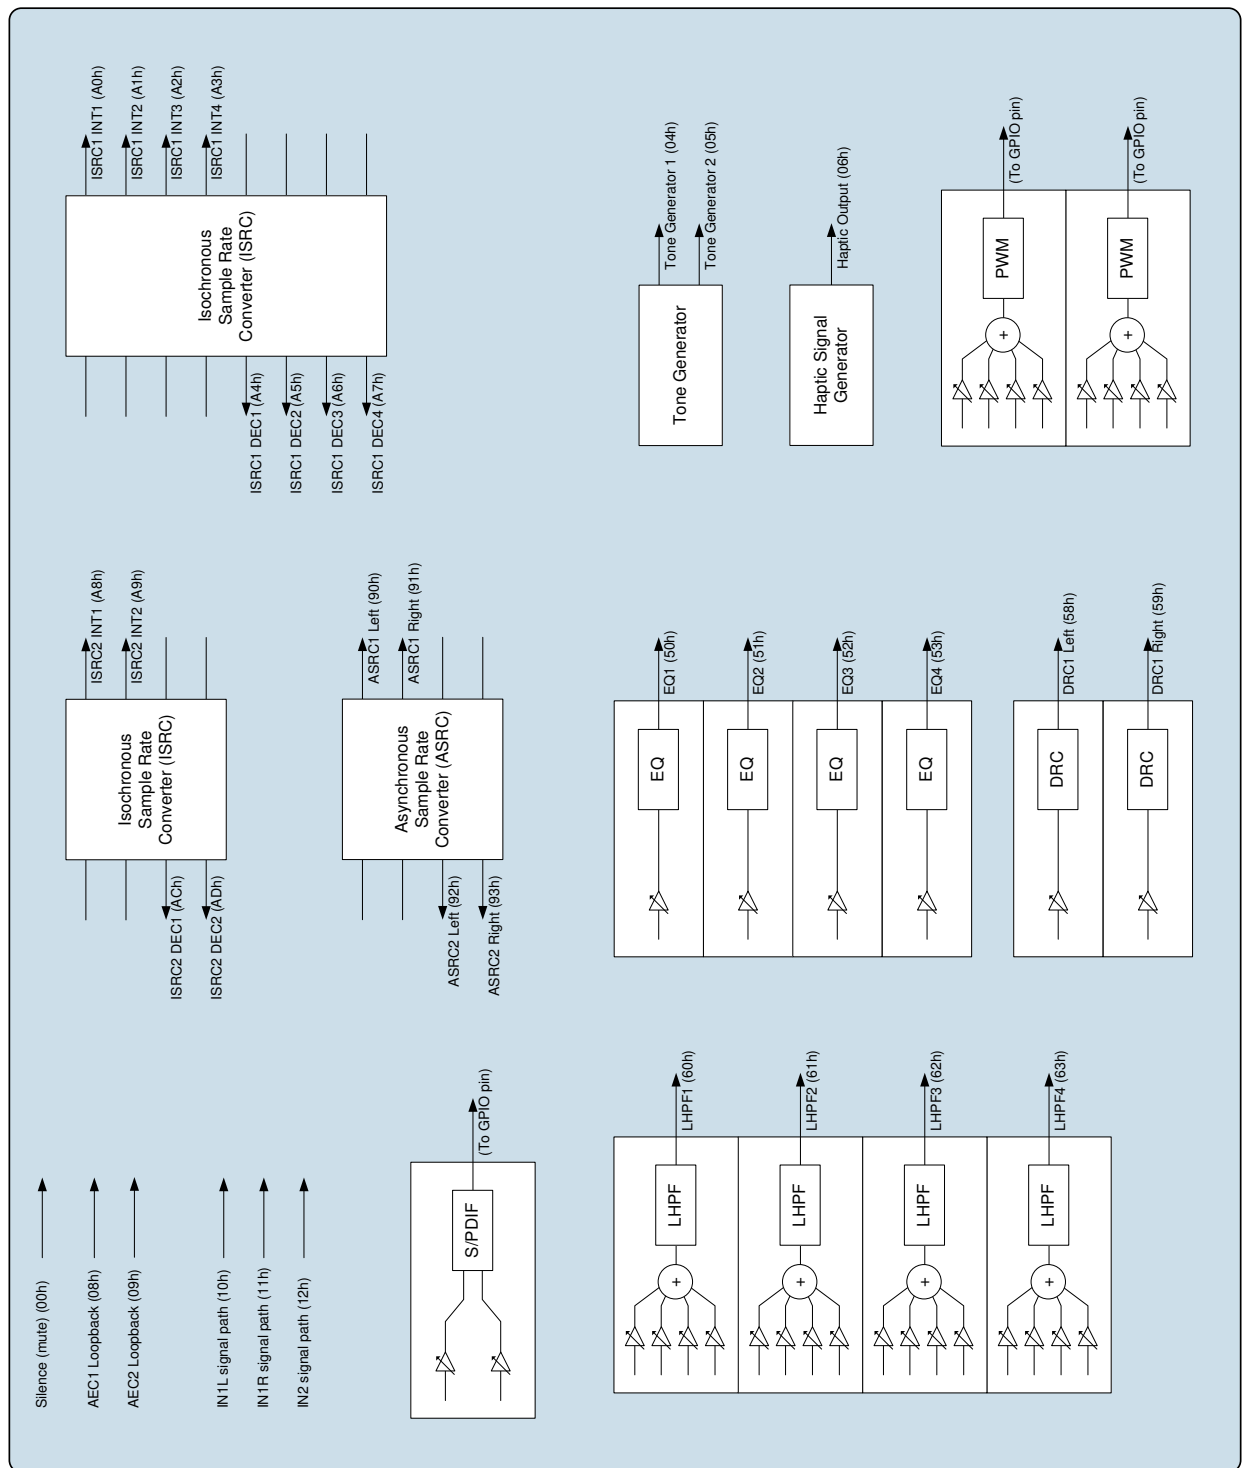 Silence (mute) (00h)
AEC1 Loopback (08h)
AEC2 Loopback (09h)
IN1L signal path (10h)
IN1R signal path (11h)
IN2 signal path (12h)
S/PDIF
(To GPIO pin)
LHPF
LHPF1 (60h)
LHPF
LHPF2 (61h)
LHPF
LHPF3 (62h)
LHPF
LHPF4 (63h)
+
+
+
+
Isochronous
Sample Rate
Converter (ISRC)
ISRC2 INT1 (A8h)
ISRC2 INT2 (A9h)
ISRC2 DEC1 (ACh)
ISRC2 DEC2 (ADh)
Asynchronous
Sample Rate
Converter (ASRC)
ASRC1 Left (90h)
ASRC1 Right (91h)
ASRC2 Left (92h)
ASRC2 Right (93h)
EQ
EQ1 (50h)
EQ
EQ2 (51h)
EQ
EQ3 (52h)
EQ
EQ4 (53h)
DRC
DRC1 Left (58h)
DRC
DRC1 Right (59h)
Isochronous
Sample Rate
Converter (ISRC)
ISRC1 INT1 (A0h)
ISRC1 INT2 (A1h)
ISRC1 INT3 (A2h)
ISRC1 INT4 (A3h)
ISRC1 DEC1 (A4h)
ISRC1 DEC2 (A5h)
ISRC1 DEC3 (A6h)
ISRC1 DEC4 (A7h)
Tone Generator
Tone Generator 1 (04h)
Tone Generator 2 (05h)
Haptic Signal
Generator
Haptic Output (06h)
+
PWM
(To GPIO pin)
+
PWM
(To GPIO pin)